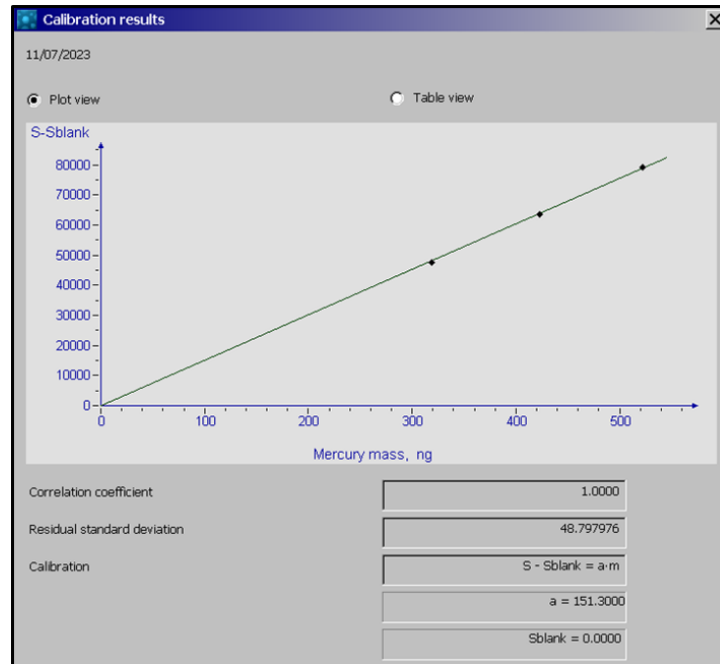 Calibration results
11/07/2023
Plot view
Table view
S-Sblank
80000
70000
60000
50000
40000
30000
20000
10000
0
0 100 200 300 400 500
Mercury mass, ng
Correlation coefficient 1.0000
Residual standard deviation 48.797976
Calibration S - Sblank = a·m
a = 151.3000
Sblank = 0.0000